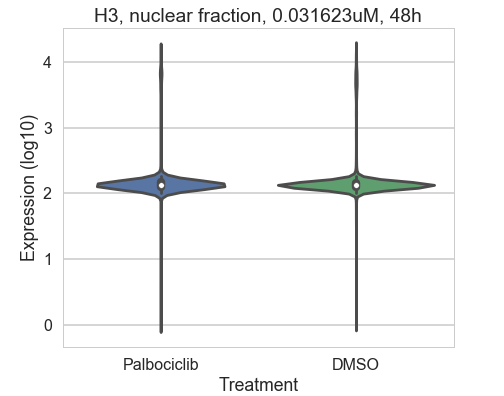 H3, nuclear fraction, 0.031623uM, 48h
Expression (log10)
4
3
2
1
0
Palbociclib
DMSO
Treatment